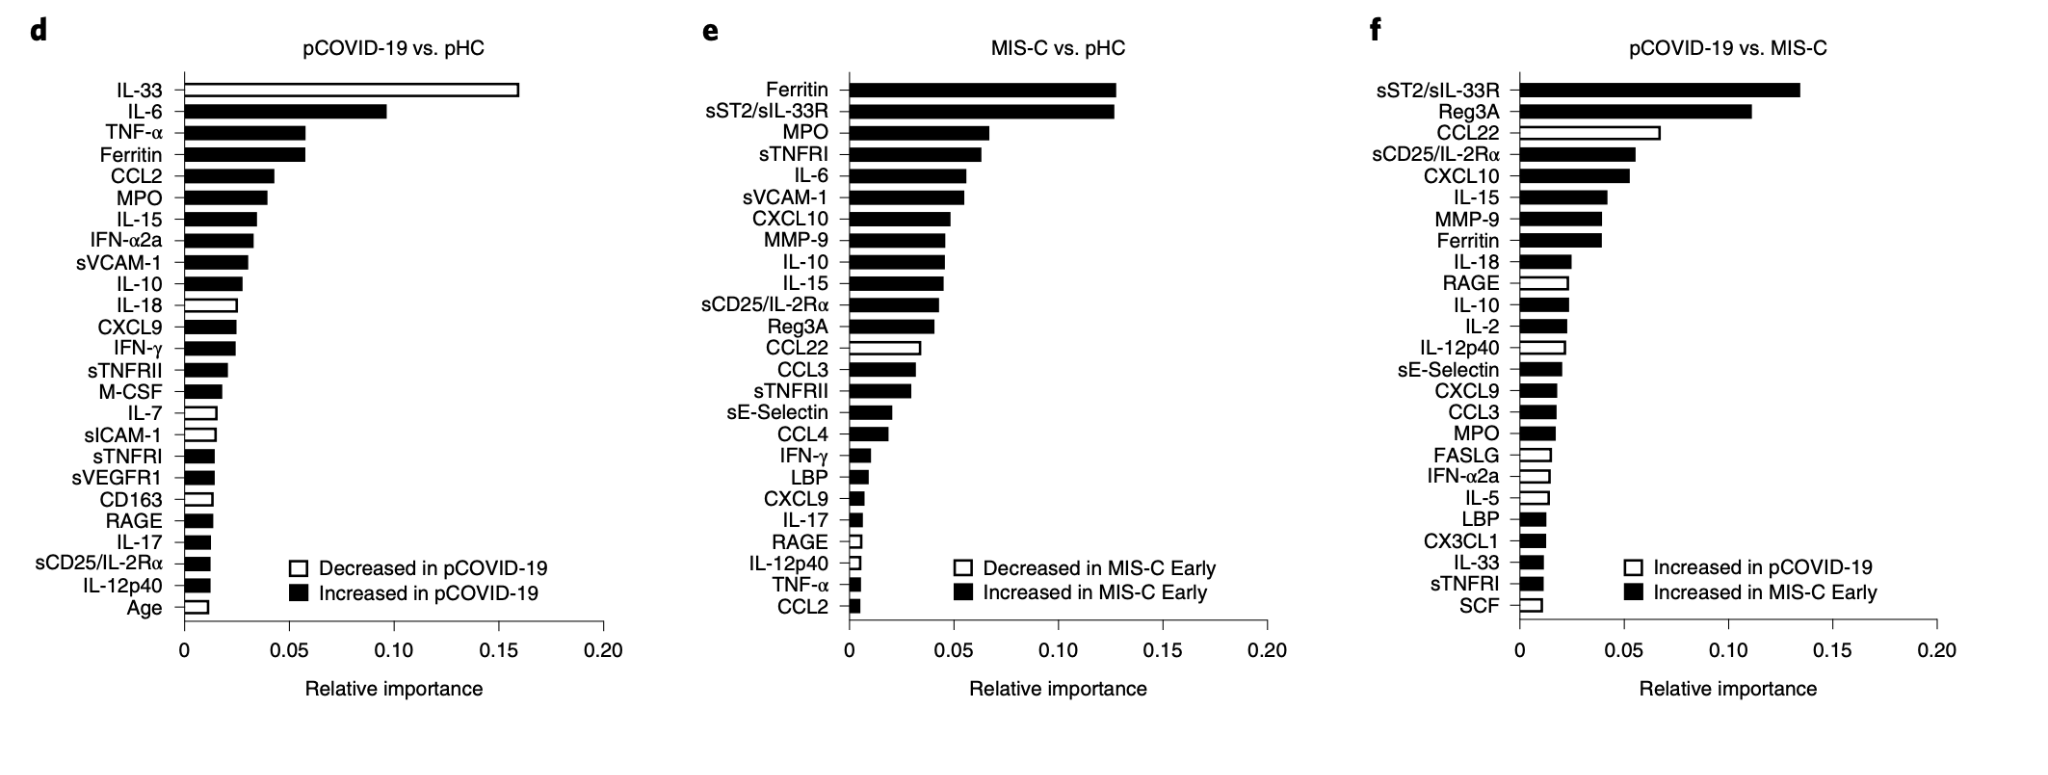 d
pCOVID-19 vs. pHC
IL-33
IL-6
TNF-α
Ferritin
CCL2
MPO
IL-15
IFN-α2a
sVCAM-1
IL-10
IL-18
CXCL9
IFN-γ
sTNFRII
M-CSF
IL-7
sICAM-1
sTNFRI
sVEGFR1
CD163
RAGE
IL-17
sCD25/IL-2Rα
IL-12p40
Age
Decreased in pCOVID-19
Increased in pCOVID-19
0 0.05 0.10 0.15 0.20
Relative importance
e
MIS-C vs. pHC
Ferritin
sST2/sIL-33R
MPO
sTNFRI
IL-6
sVCAM-1
CXCL10
MMP-9
IL-10
IL-15
sCD25/IL-2Rα
Reg3A
CCL22
CCL3
sTNFRII
sE-Selectin
CCL4
IFN-γ
LBP
CXCL9
IL-17
RAGE
IL-12p40
TNF-α
CCL2
Decreased in MIS-C Early
Increased in MIS-C Early
0 0.05 0.10 0.15 0.20
Relative importance
f
pCOVID-19 vs. MIS-C
sST2/sIL-33R
Reg3A
CCL22
sCD25/IL-2Rα
CXCL10
IL-15
MMP-9
Ferritin
IL-18
RAGE
IL-10
IL-2
IL-12p40
sE-Selectin
CXCL9
CCL3
MPO
FASLG
IFN-α2a
IL-5
LBP
CX3CL1
IL-33
sTNFRI
SCF
Increased in pCOVID-19
Increased in MIS-C Early
0 0.05 0.10 0.15 0.20
Relative importance